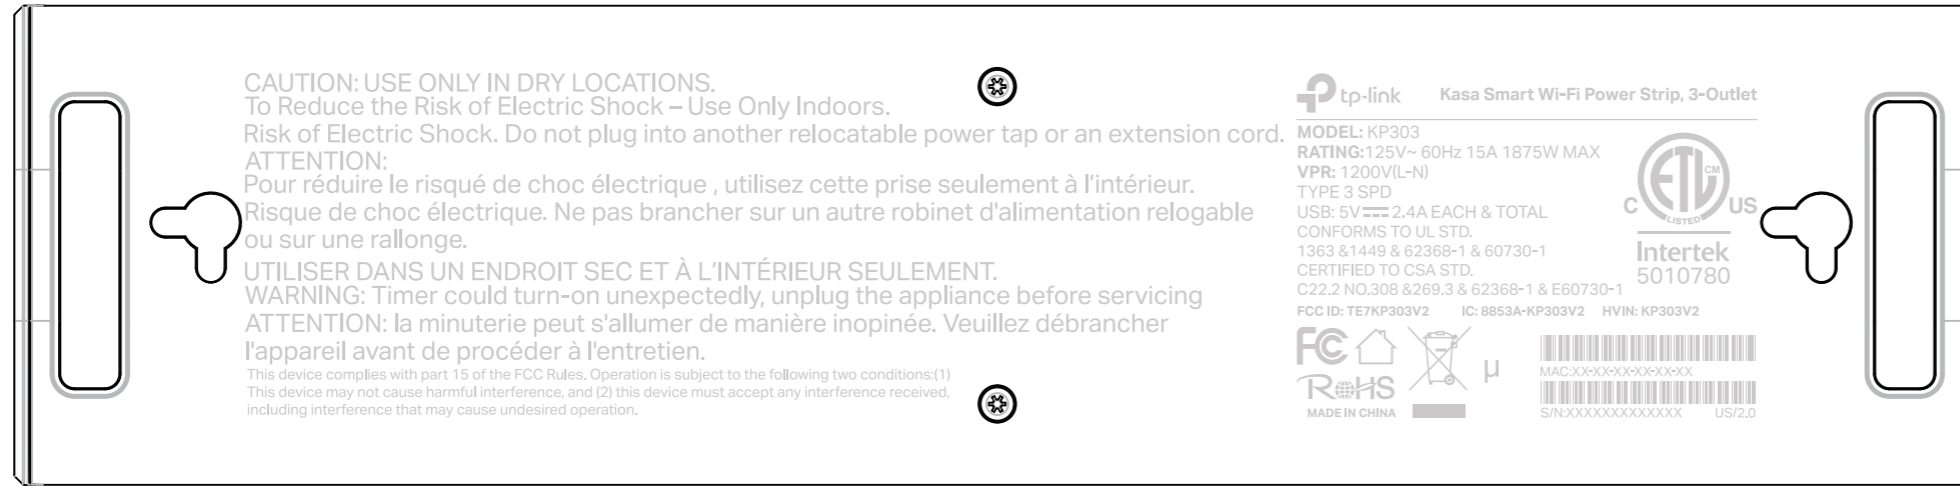 CAUTION: USE ONLY IN DRY LOCATIONS.
To Reduce the Risk of Electric Shock – Use Only Indoors.
Risk of Electric Shock. Do not plug into another relocatable power tap or an extension cord.
ATTENTION:
Pour réduire le risqué de choc électrique , utilisez cette prise seulement à l'intérieur.
Risque de choc électrique. Ne pas brancher sur un autre robinet d'alimentation relogable
ou sur une rallonge.
UTILISER DANS UN ENDROIT SEC ET À L'INTÉRIEUR SEULEMENT.
WARNING: Timer could turn-on unexpectedly, unplug the appliance before servicing
ATTENTION: la minuterie peut s'allumer de manière inopinée. Veuillez débrancher
l'appareil avant de procéder à l'entretien.
This device complies with part 15 of the FCC Rules. Operation is subject to the following two conditions:(1)
This device may not cause harmful interference, and (2) this device must accept any interference received,
including interference that may cause undesired operation.
tp-link Kasa Smart Wi-Fi Power Strip, 3-Outlet
MODEL: KP303
RATING:125V~ 60Hz 15A 1875W MAX
VPR: 1200V(L-N)
TYPE 3 SPD
USB: 5V⎓2.4A EACH & TOTAL
CONFORMS TO UL STD.
1363 &1449 & 62368-1 & 60730-1
CERTIFIED TO CSA STD.
C22.2 NO.308 &269.3 & 62368-1 & E60730-1
FCC ID: TE7KP303V2 IC: 8853A-KP303V2 HVIN: KP303V2
ETL CM
C US
LISTED
Intertek
5010780
FC
RoHS
MADE IN CHINA
μ
MAC:XX-XX-XX-XX-XX-XX
S/N:XXXXXXXXXXXXX US/2.0